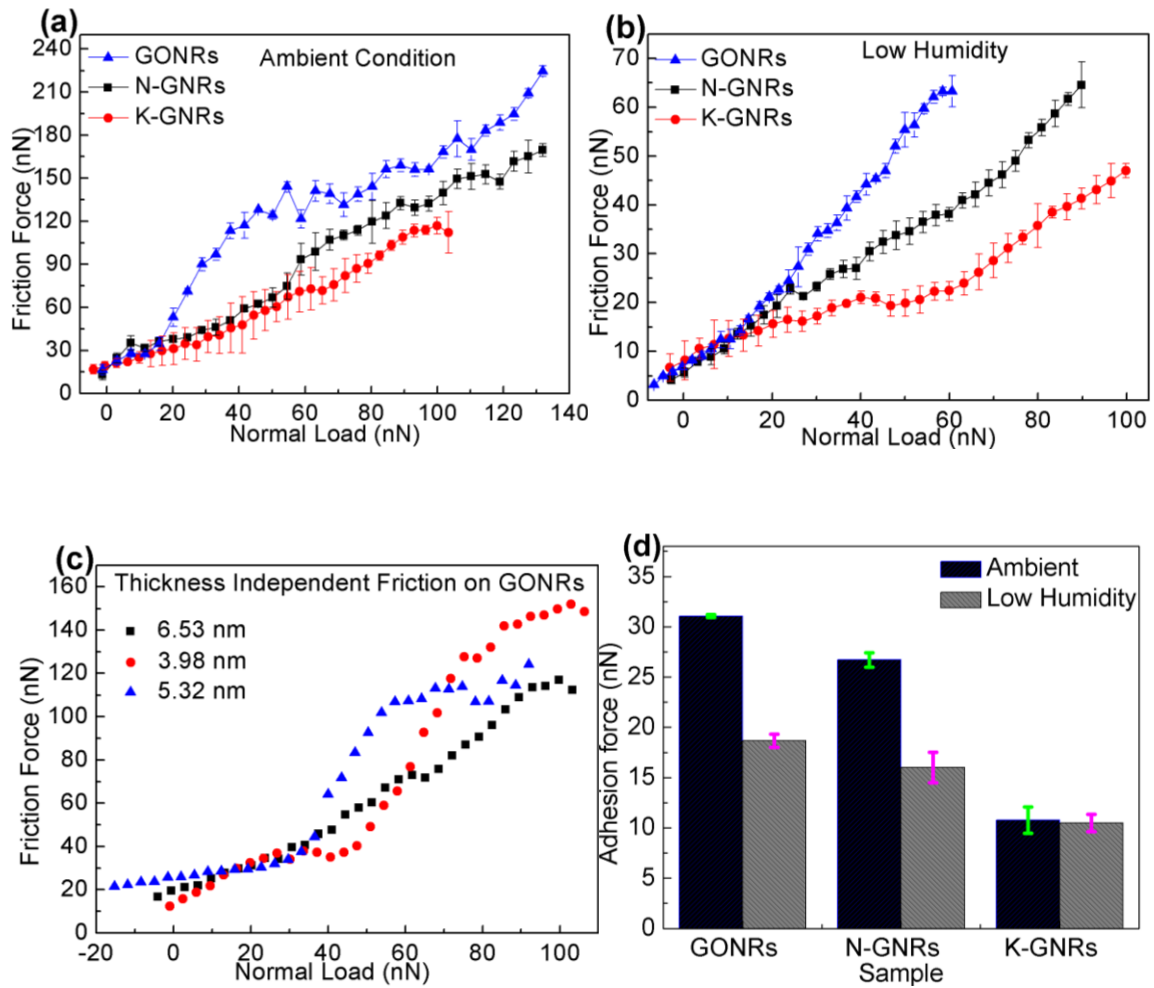 (a)
Ambient Condition
GONRs
N-GNRs
K-GNRs
Friction Force (nN)
240
210
180
150
120
90
60
30
0
0 20 40 60 80 100 120 140
Normal Load (nN)
(b)
Low Humidity
GONRs
N-GNRs
K-GNRs
Friction Force (nN)
70
60
50
40
30
20
10
0
0 20 40 60 80 100
Normal Load (nN)
(c)
Thickness Independent Friction on GONRs
6.53 nm
3.98 nm
5.32 nm
Friction Force (nN)
160
140
120
100
80
60
40
20
0
-20 0 20 40 60 80 100
Normal Load (nN)
(d)
Ambient
Low Humidity
Adhesion force (nN)
35
30
25
20
15
10
5
0
GONRs N-GNRs K-GNRs
Sample